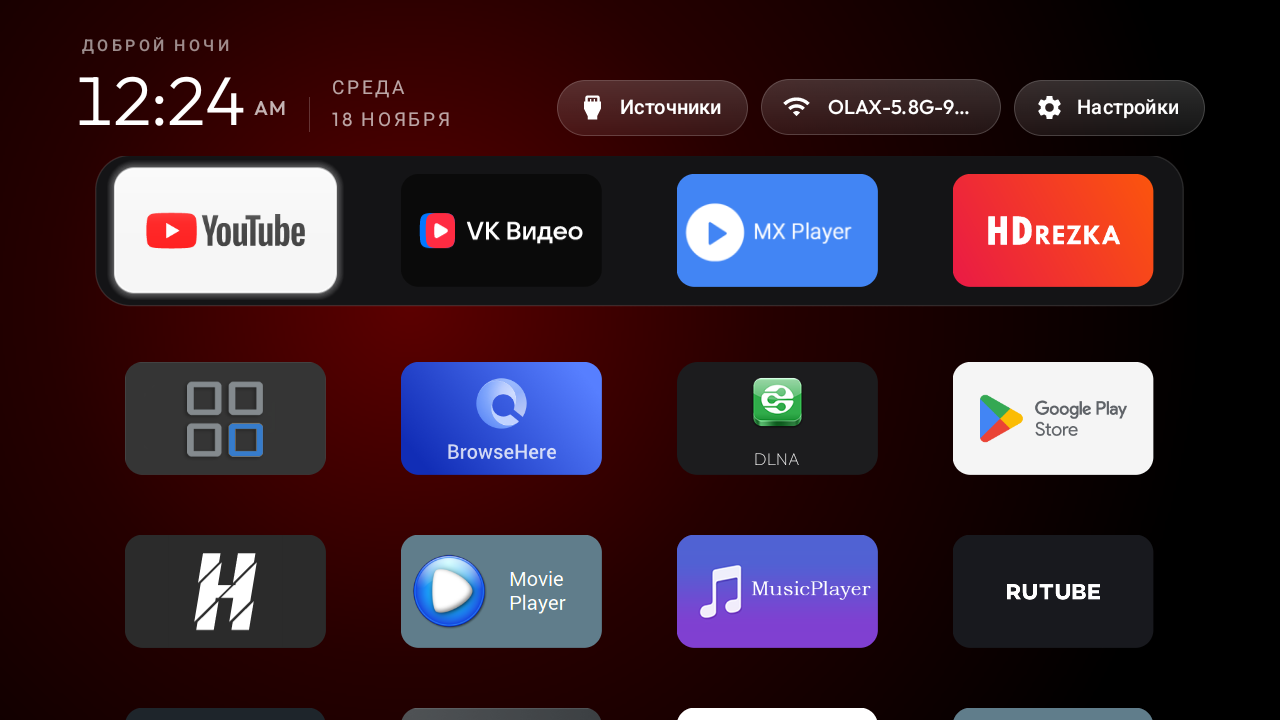 ДОБРОЙ НОЧИ
12:24 AM
СРЕДА
18 НОЯБРЯ
Источники
OLAX-5.8G-9...
Настройки
YouTube
VK Видео
MX Player
HDREZKA
BrowseHere
DLNA
Google Play
Store
Movie
Player
MusicPlayer
RUTUBE